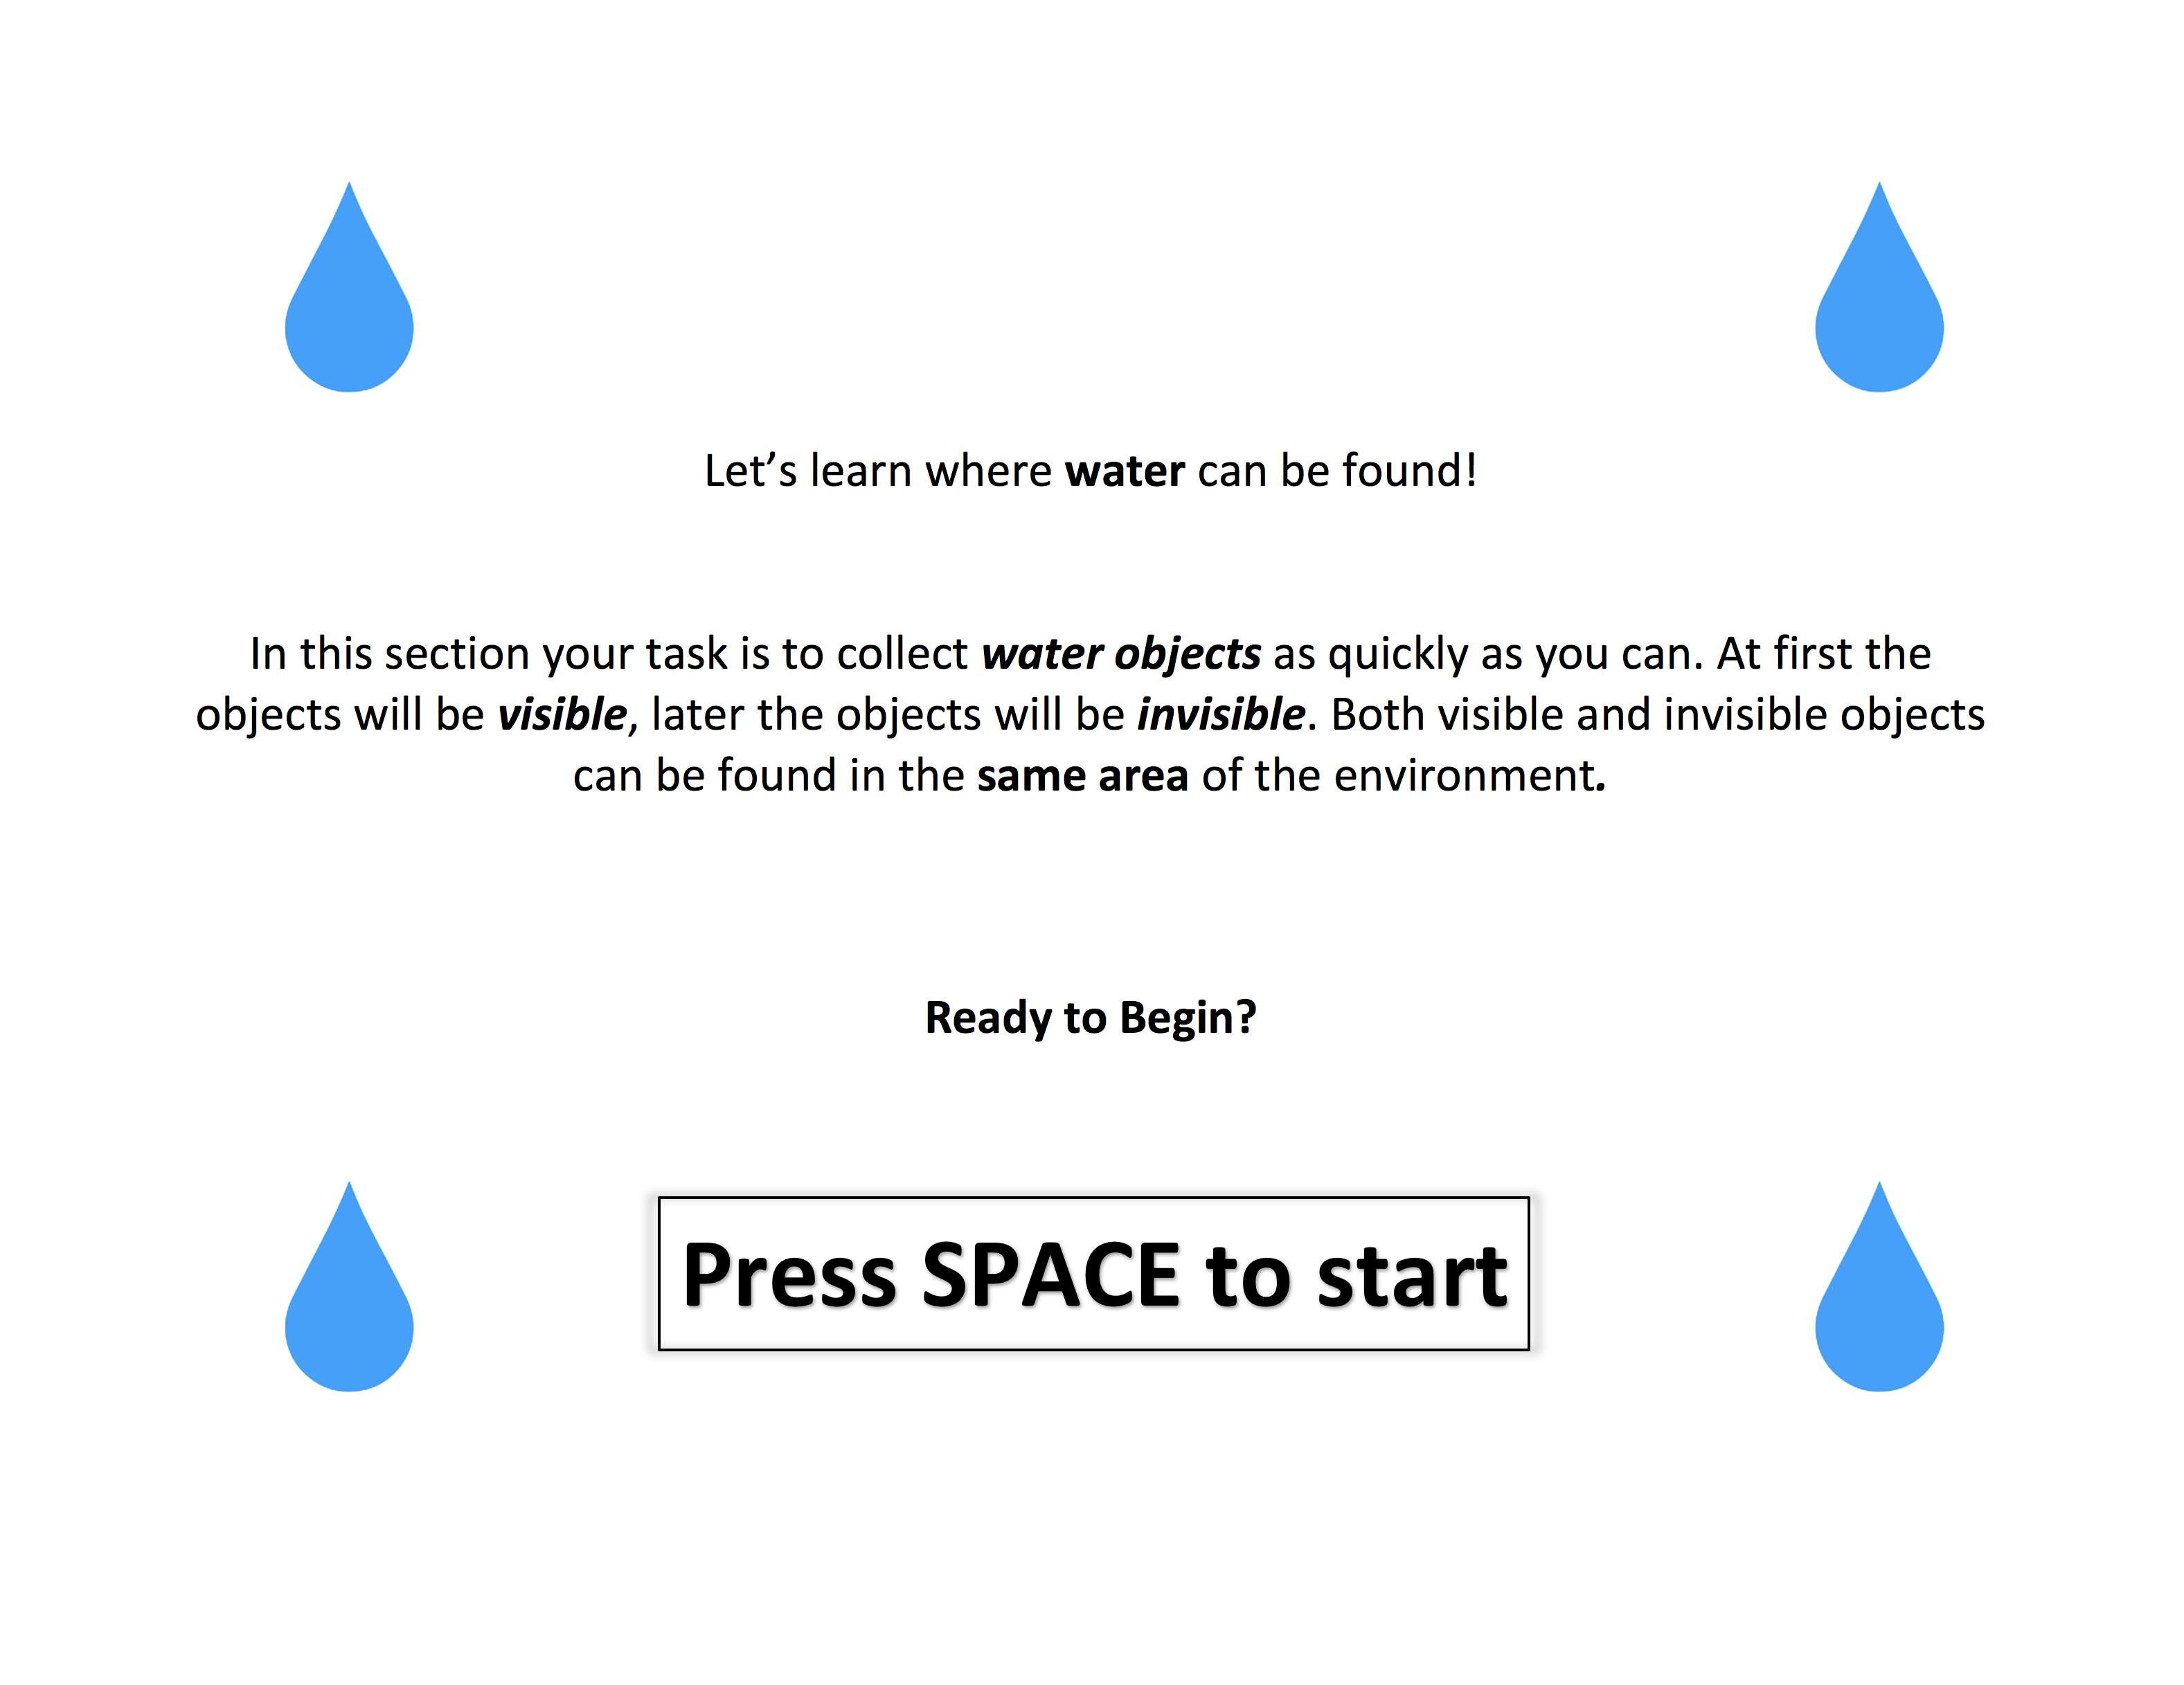 Let’s learn where water can be found!
In this section your task is to collect water objects as quickly as you can. At first the
objects will be visible, later the objects will be invisible. Both visible and invisible objects
can be found in the same area of the environment.
Ready to Begin?
Press SPACE to start